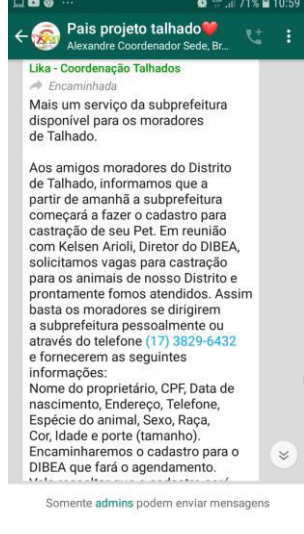 71% 10:59
Pais projeto talhado
Alexandre Coordenador Sede, Br...
Lika - Coordenação Talhados
Encaminhada
Mais um serviço da subprefeitura
disponível para os moradores
de Talhado.
Aos amigos moradores do Distrito
de Talhado, informamos que a
partir de amanhã a subprefeitura
começará a fazer o cadastro para
castração de seu Pet. Em reunião
com Kelsen Arioli, Diretor do DIBEA,
solicitamos vagas para castração
para os animais de nosso Distrito e
prontamente fomos atendidos. Assim
basta os moradores se dirigirem
a subprefeitura pessoalmente ou
através do telefone (17) 3829-6432
e fornecerem as seguintes
informações:
Nome do proprietário, CPF, Data de
nascimento, Endereço, Telefone,
Espécie do animal, Sexo, Raça,
Cor, Idade e porte (tamanho).
Encaminharemos o cadastro para o
DIBEA que fará o agendamento.
Somente admins podem enviar mensagens